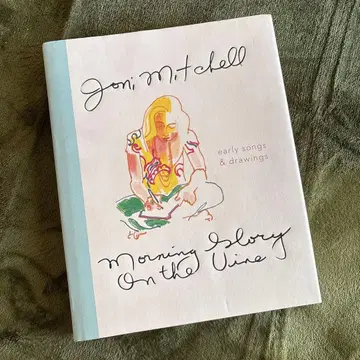 Joni Mitchell
early songs
& drawings
Morning Glory
On the Vine